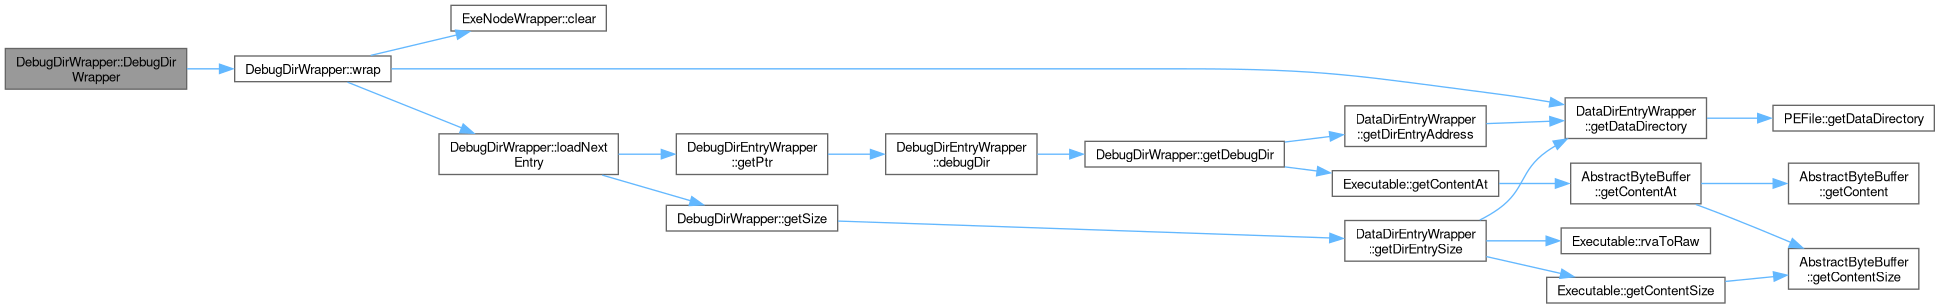 DebugDirWrapper::DebugDir
Wrapper
DebugDirWrapper::wrap
ExeNodeWrapper::clear
DebugDirWrapper::loadNext
Entry
DebugDirEntryWrapper
::getPtr
DebugDirEntryWrapper
::debugDir
DebugDirWrapper::getDebugDir
DebugDirWrapper::getSize
DataDirEntryWrapper
::getDirEntryAddress
Executable::getContentAt
DataDirEntryWrapper
::getDirEntrySize
DataDirEntryWrapper
::getDataDirectory
PEFile::getDataDirectory
AbstractByteBuffer
::getContentAt
AbstractByteBuffer
::getContent
Executable::rvaToRaw
Executable::getContentSize
AbstractByteBuffer
::getContentSize